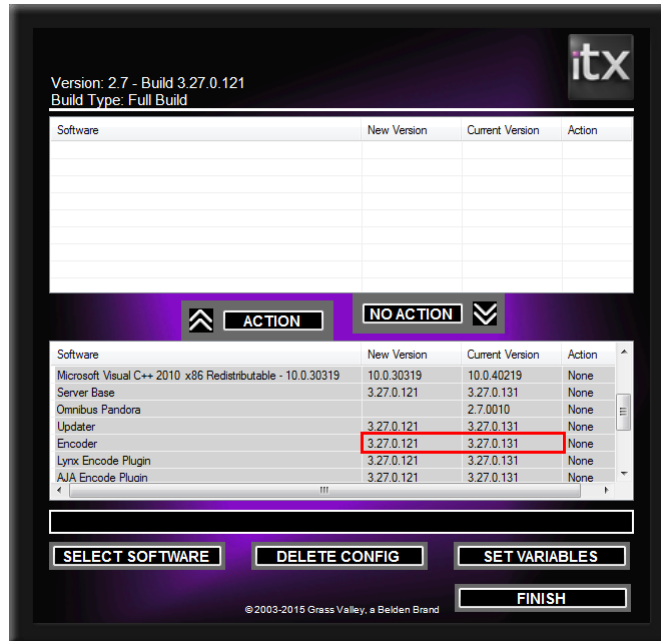 itx
Version: 2.7 - Build 3.27.0.121
Build Type: Full Build
Software New Version Current Version Action
ACTION NO ACTION
Software New Version Current Version Action
Microsoft Visual C++ 2010 x86 Redistributable - 10.0.30319 10.0.30319 10.0.40219 None
Server Base 3.27.0.121 3.27.0.131 None
Omnibus Pandora 2.7.0010 None
Updater 3.27.0.121 3.27.0.131 None
Encoder 3.27.0.121 3.27.0.131 None
Lynx Encode Plugin 3.27.0.121 3.27.0.131 None
AJA Encode Plugin 3.27.0.121 3.27.0.131 None
SELECT SOFTWARE DELETE CONFIG SET VARIABLES
FINISH
©2003-2015 Grass Valley, a Belden Brand